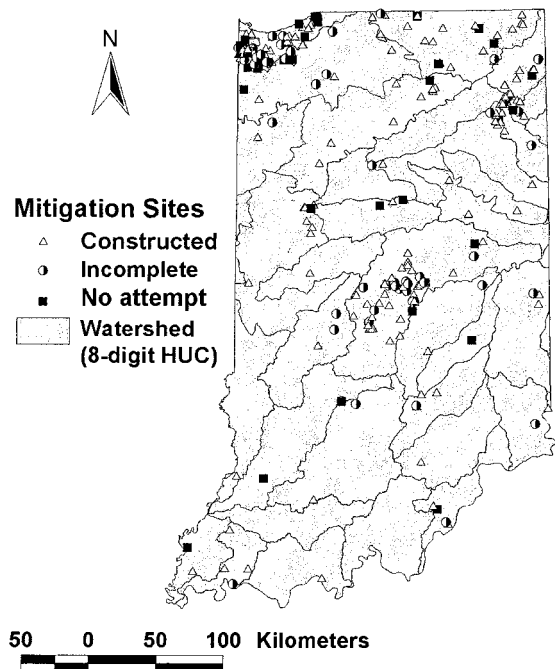 N
Mitigation Sites
Constructed
Incomplete
No attempt
Watershed
(8-digit HUC)
50 0 50 100 Kilometers